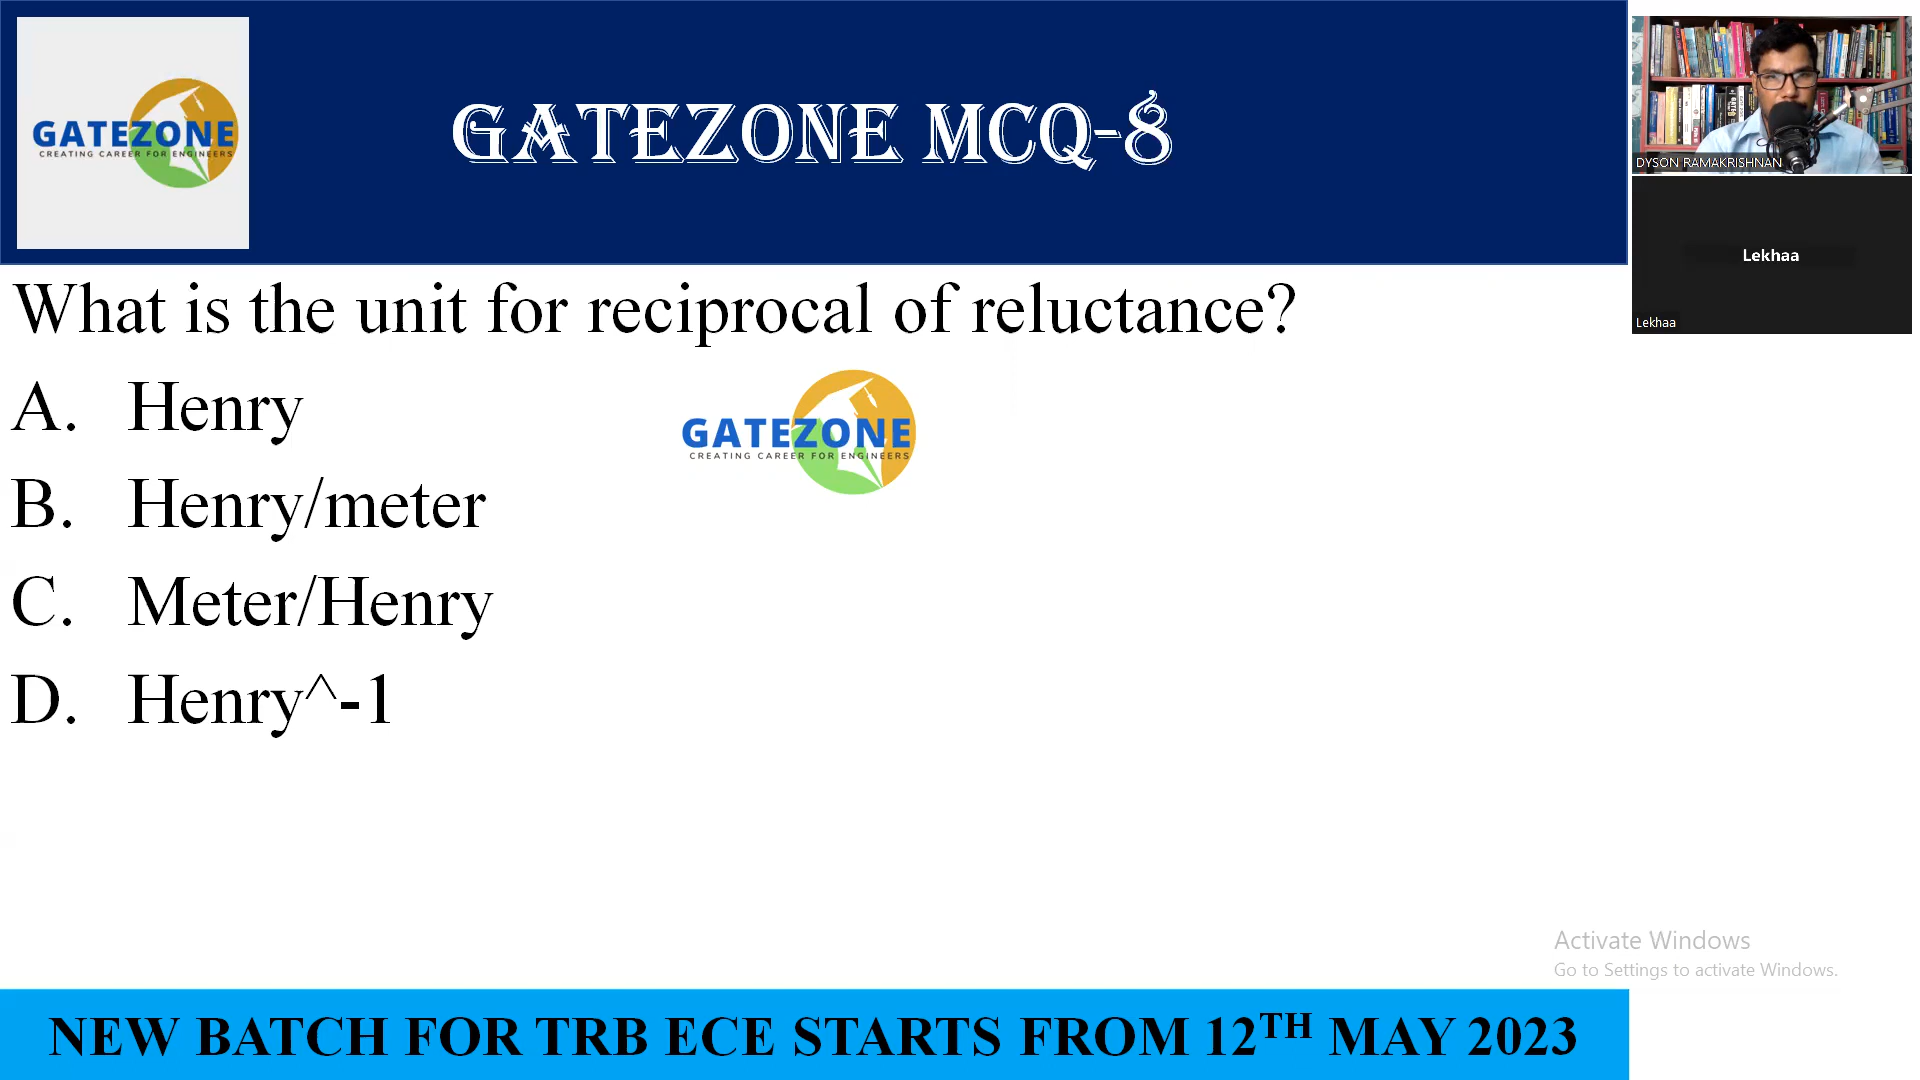 GATEZONE
CREATING CAREER FOR ENGINEERS
GATEZONE MCQ-8
DYSON RAMAKRISHNAN
Lekhaa
Lekhaa
What is the unit for reciprocal of reluctance?
A. Henry
B. Henry/meter
C. Meter/Henry
D. Henry^-1
GATEZONE
CREATING CAREER FOR ENGINEERS
Activate Windows
Go to Settings to activate Windows.
NEW BATCH FOR TRB ECE STARTS FROM 12TH MAY 2023